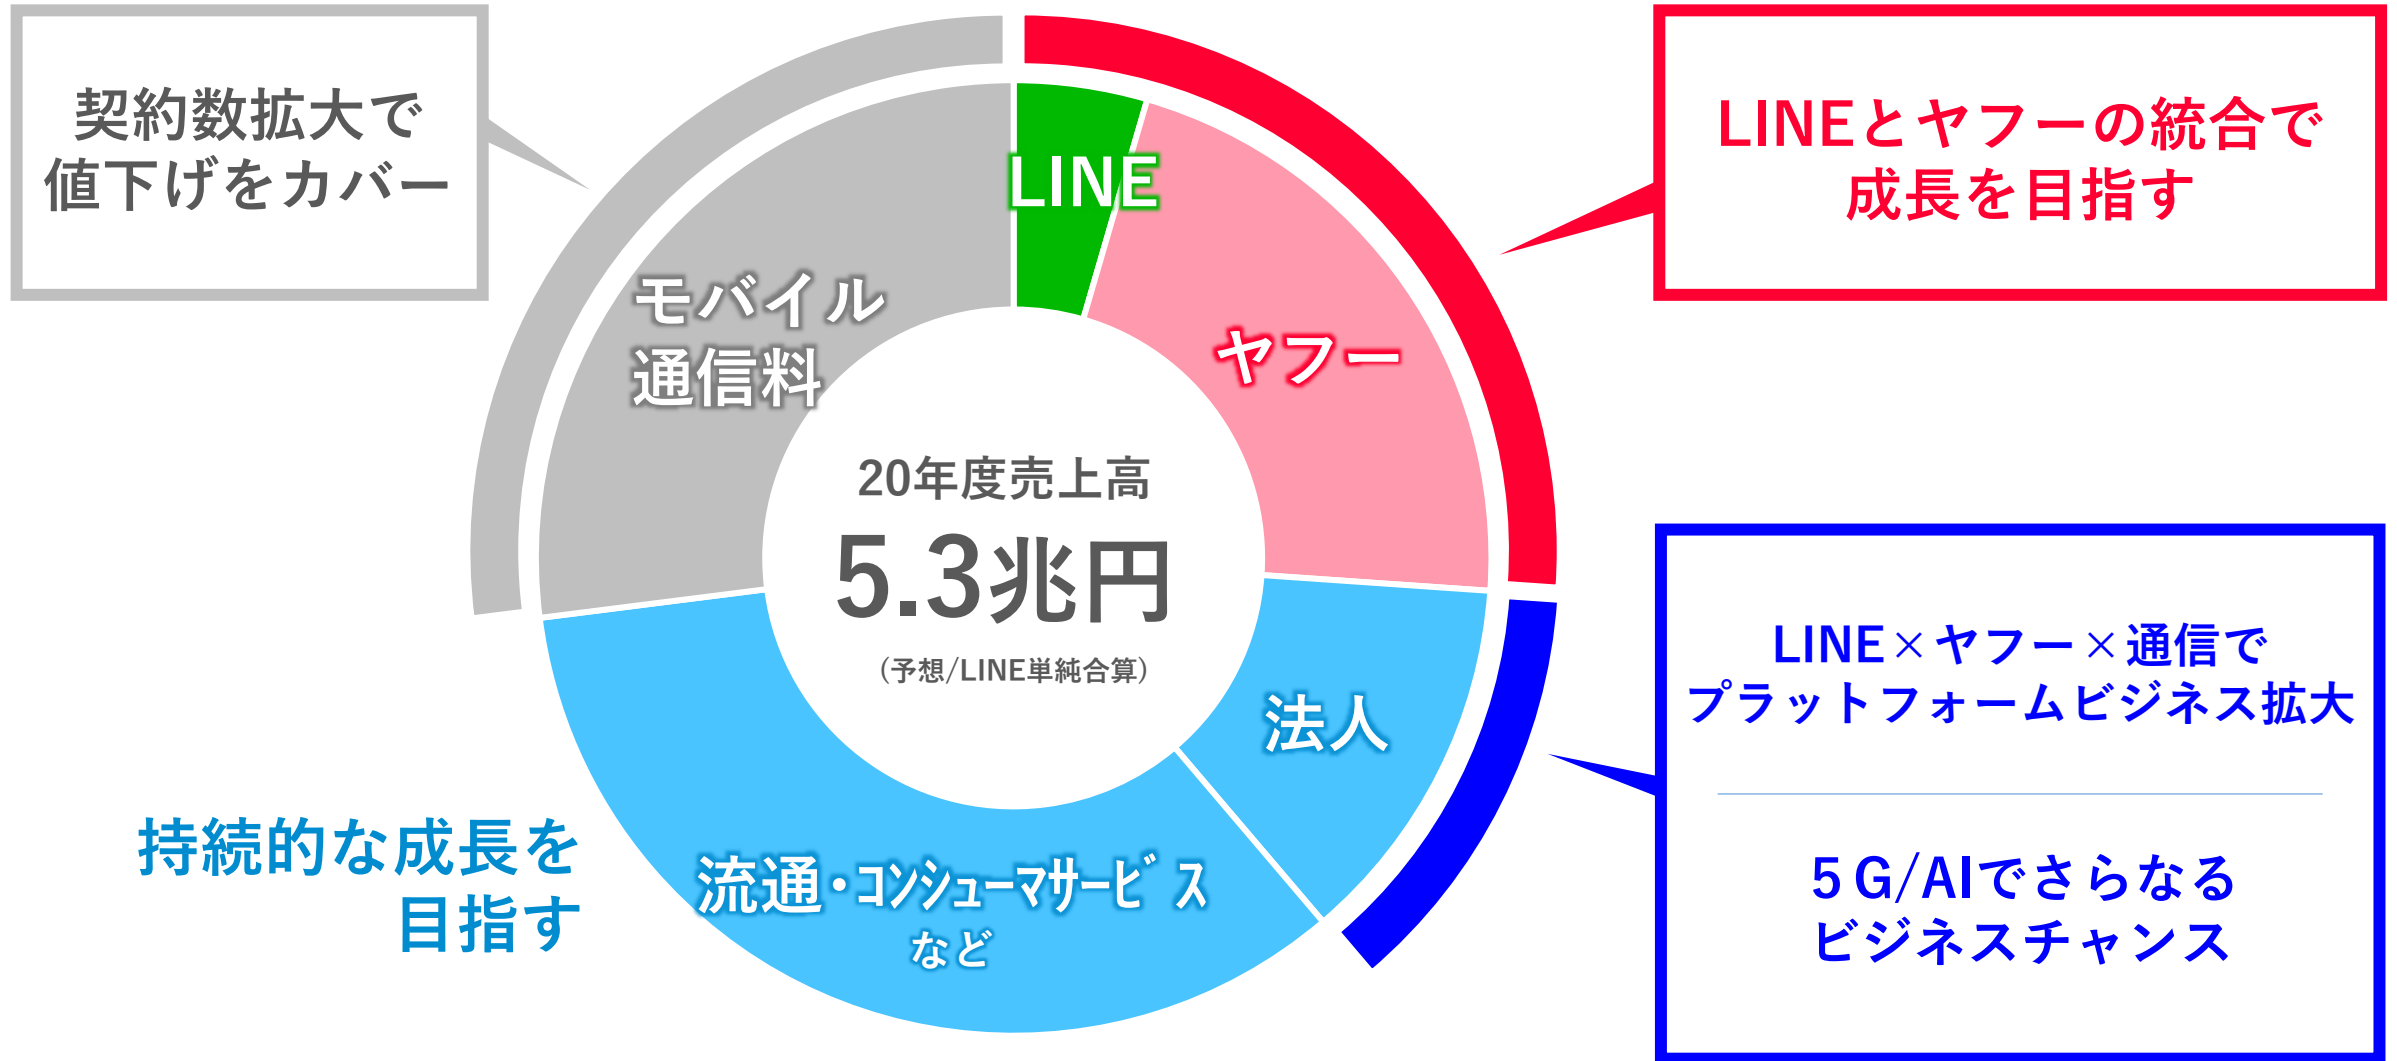 契約数拡大で
値下げをカバー
LINEとヤフーの統合で
成長を目指す
LINE
モバイル
通信料
ヤフー
20年度売上高
5.3兆円
(予想/LINE単純合算)
LINE×ヤフー×通信で
プラットフォームビジネス拡大
5G/AIでさらなる
ビジネスチャンス
法人
流通・ｺﾝｼｭｰﾏｻｰﾋﾞｽ
など
持続的な成長を
目指す